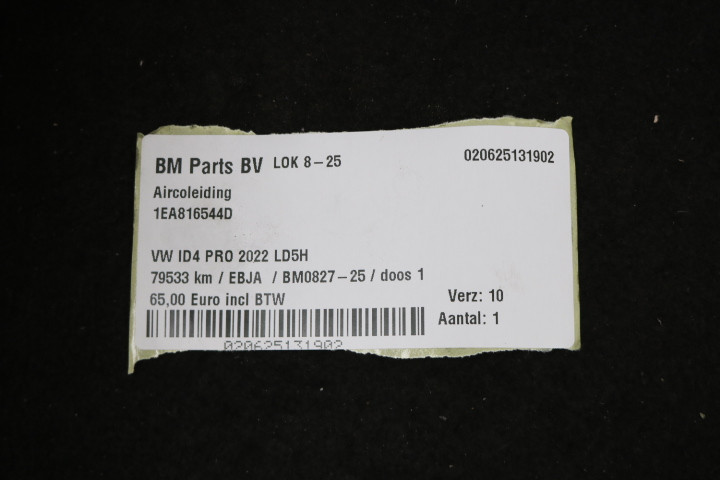 BM Parts BV LOK 8-25 020625131902
Aircoleiding
1EA816544D
VW ID4 PRO 2022 LD5H
79533 km / EBJA / BM0827-25 / doos 1
65,00 Euro incl BTW Verz: 10
Aantal: 1
020625131902